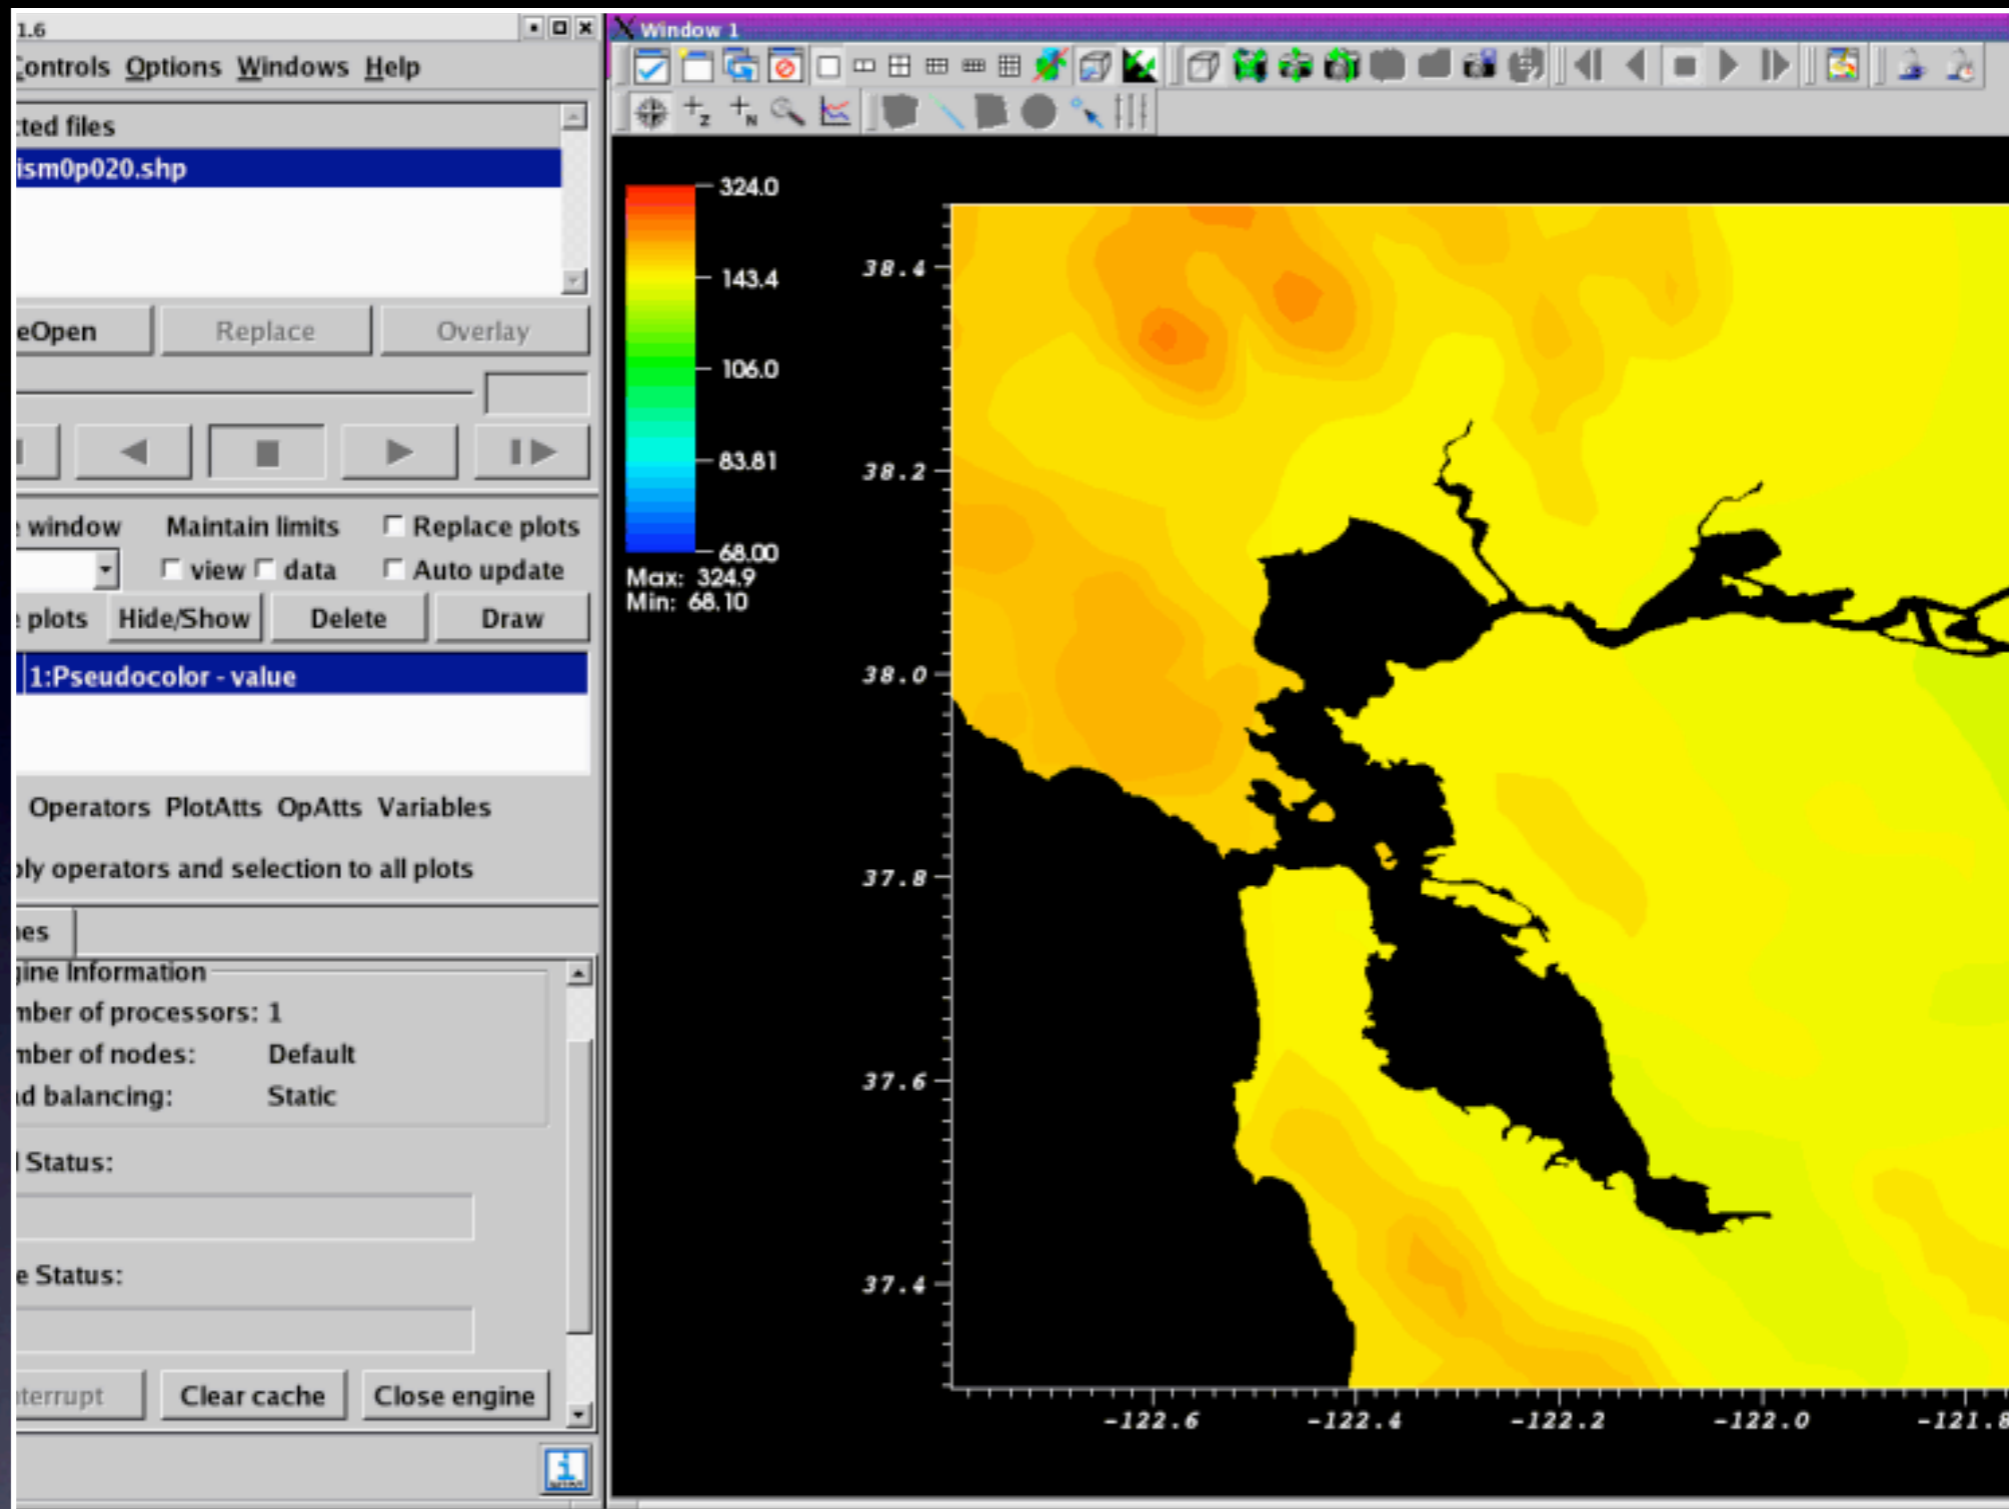 1.6
Controls Options Windows Help
cted files
ism0p020.shp
eOpen Replace Overlay
window Maintain limits Replace plots
view data Auto update
plots Hide/Show Delete Draw
1:Pseudocolor - value
Operators PlotAtts OpAtts Variables
ply operators and selection to all plots
nes
gine Information
mber of processors: 1
mber of nodes: Default
ad balancing: Static
Status:
e Status:
terrupt Clear cache Close engine
Window 1
324.0
143.4
106.0
83.81
68.00
Max: 324.9
Min: 68.10
38.4
38.2
38.0
37.8
37.6
37.4
-122.6 -122.4 -122.2 -122.0 -121.8